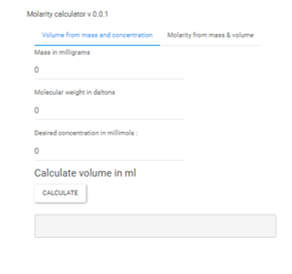 Molarity calculator v 0.0.1
Volume from mass and concentration Molarity from mass & volume
Mass in milligrams
0
Molecular weight in daltons
0
Desired concentration in millimols :
0
Calculate volume in ml
CALCULATE